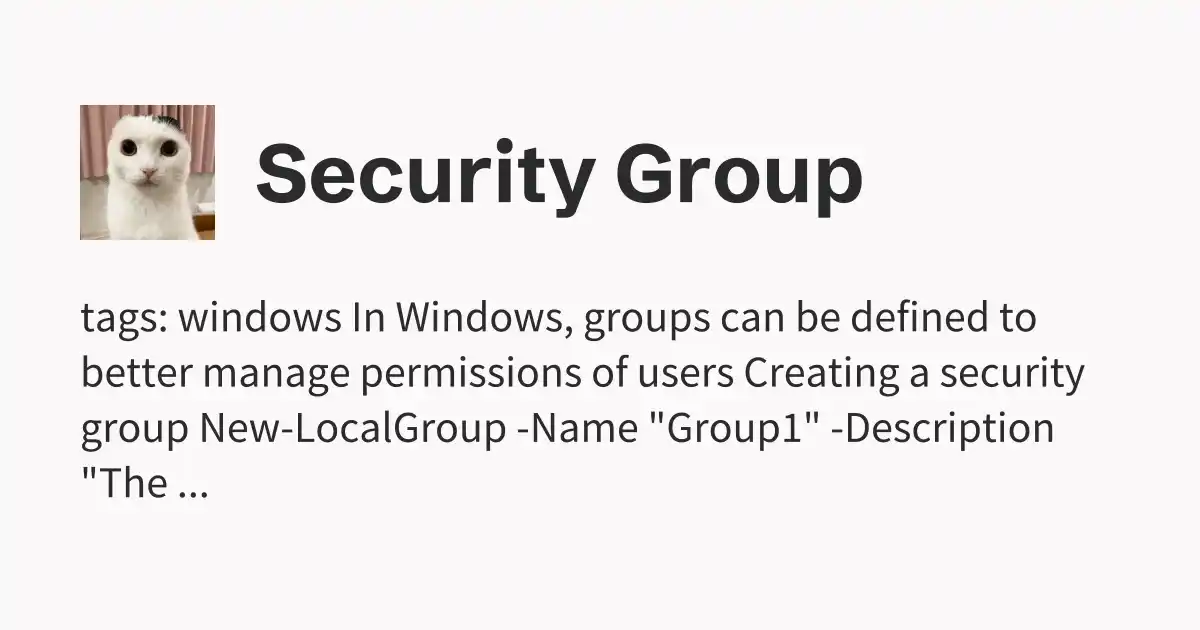 Security Group
tags: windows In Windows, groups can be defined to
better manage permissions of users Creating a security
group New-LocalGroup -Name "Group1" -Description
"The ...